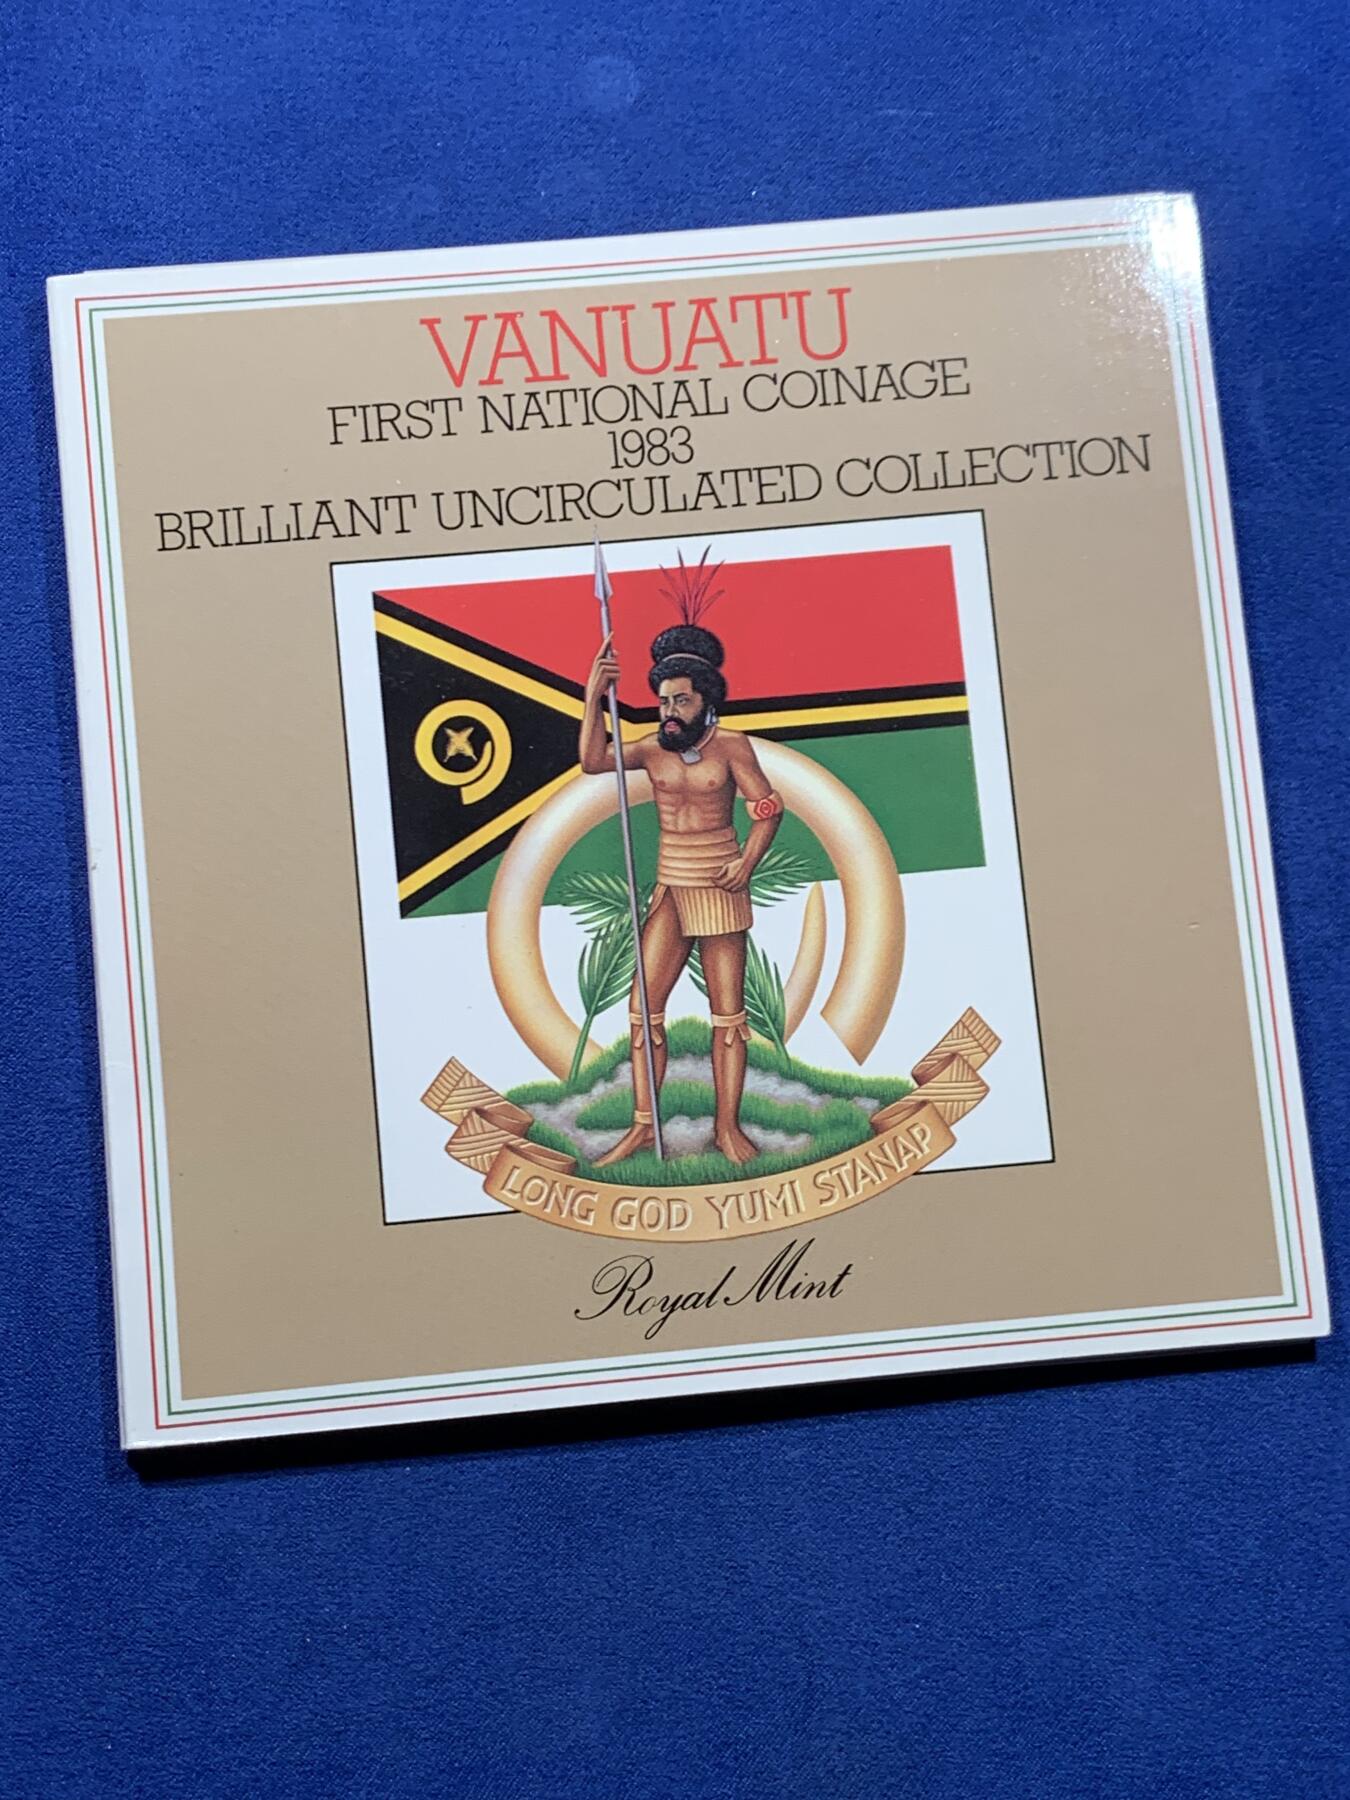 VANUATU
FIRST NATIONAL COINAGE
1983
BRILLIANT UNCIRCULATED COLLECTION
LONG GOD YUMI STANAP
Royal Mint